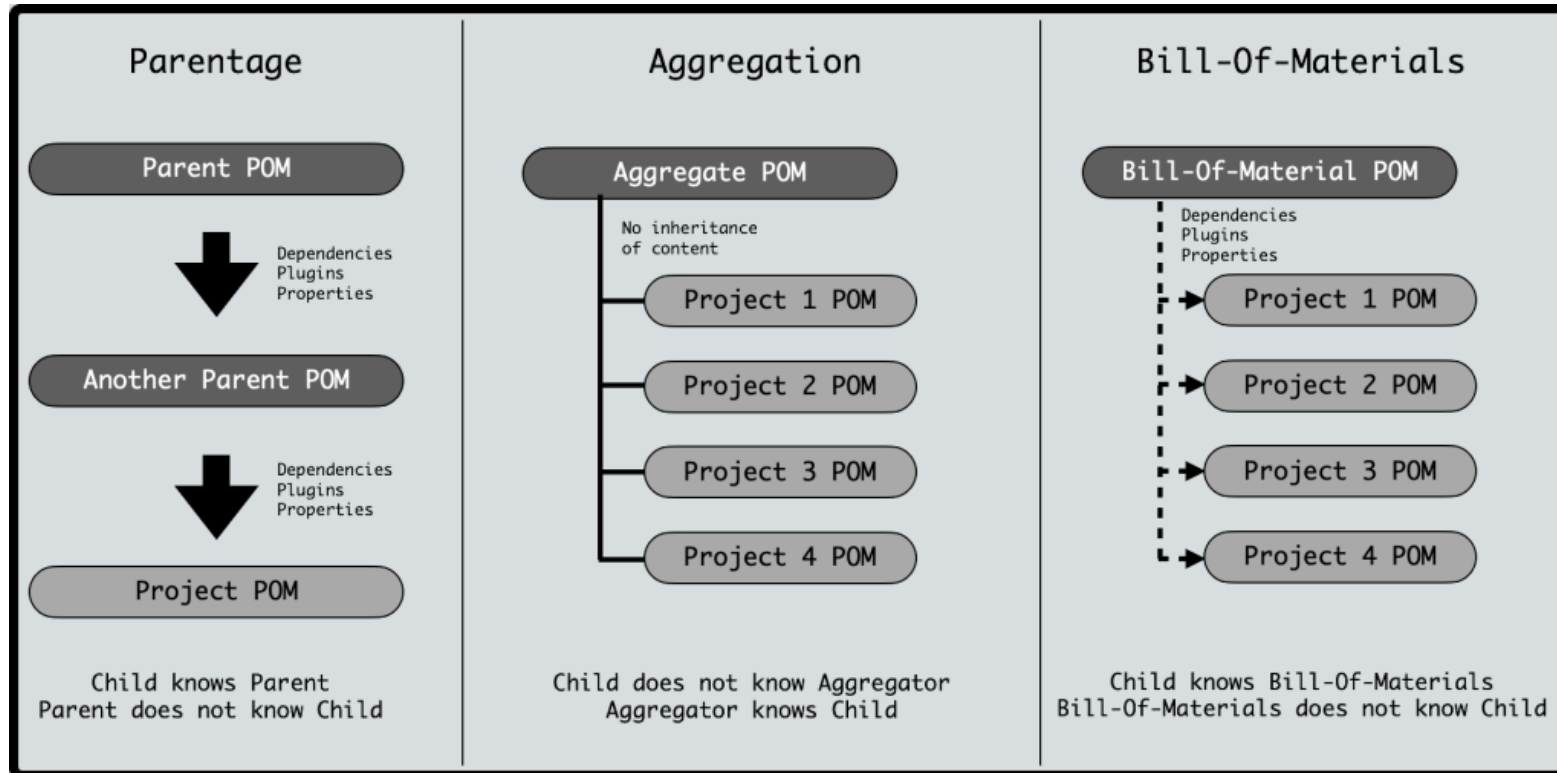 Parentage
Parent POM
Dependencies
Plugins
Properties
Another Parent POM
Dependencies
Plugins
Properties
Project POM
Child knows Parent
Parent does not know Child
Aggregation
Aggregate POM
No inheritance
of content
Project 1 POM
Project 2 POM
Project 3 POM
Project 4 POM
Child does not know Aggregator
Aggregator knows Child
Bill-Of-Materials
Bill-Of-Material POM
Dependencies
Plugins
Properties
Project 1 POM
Project 2 POM
Project 3 POM
Project 4 POM
Child knows Bill-Of-Materials
Bill-Of-Materials does not know Child